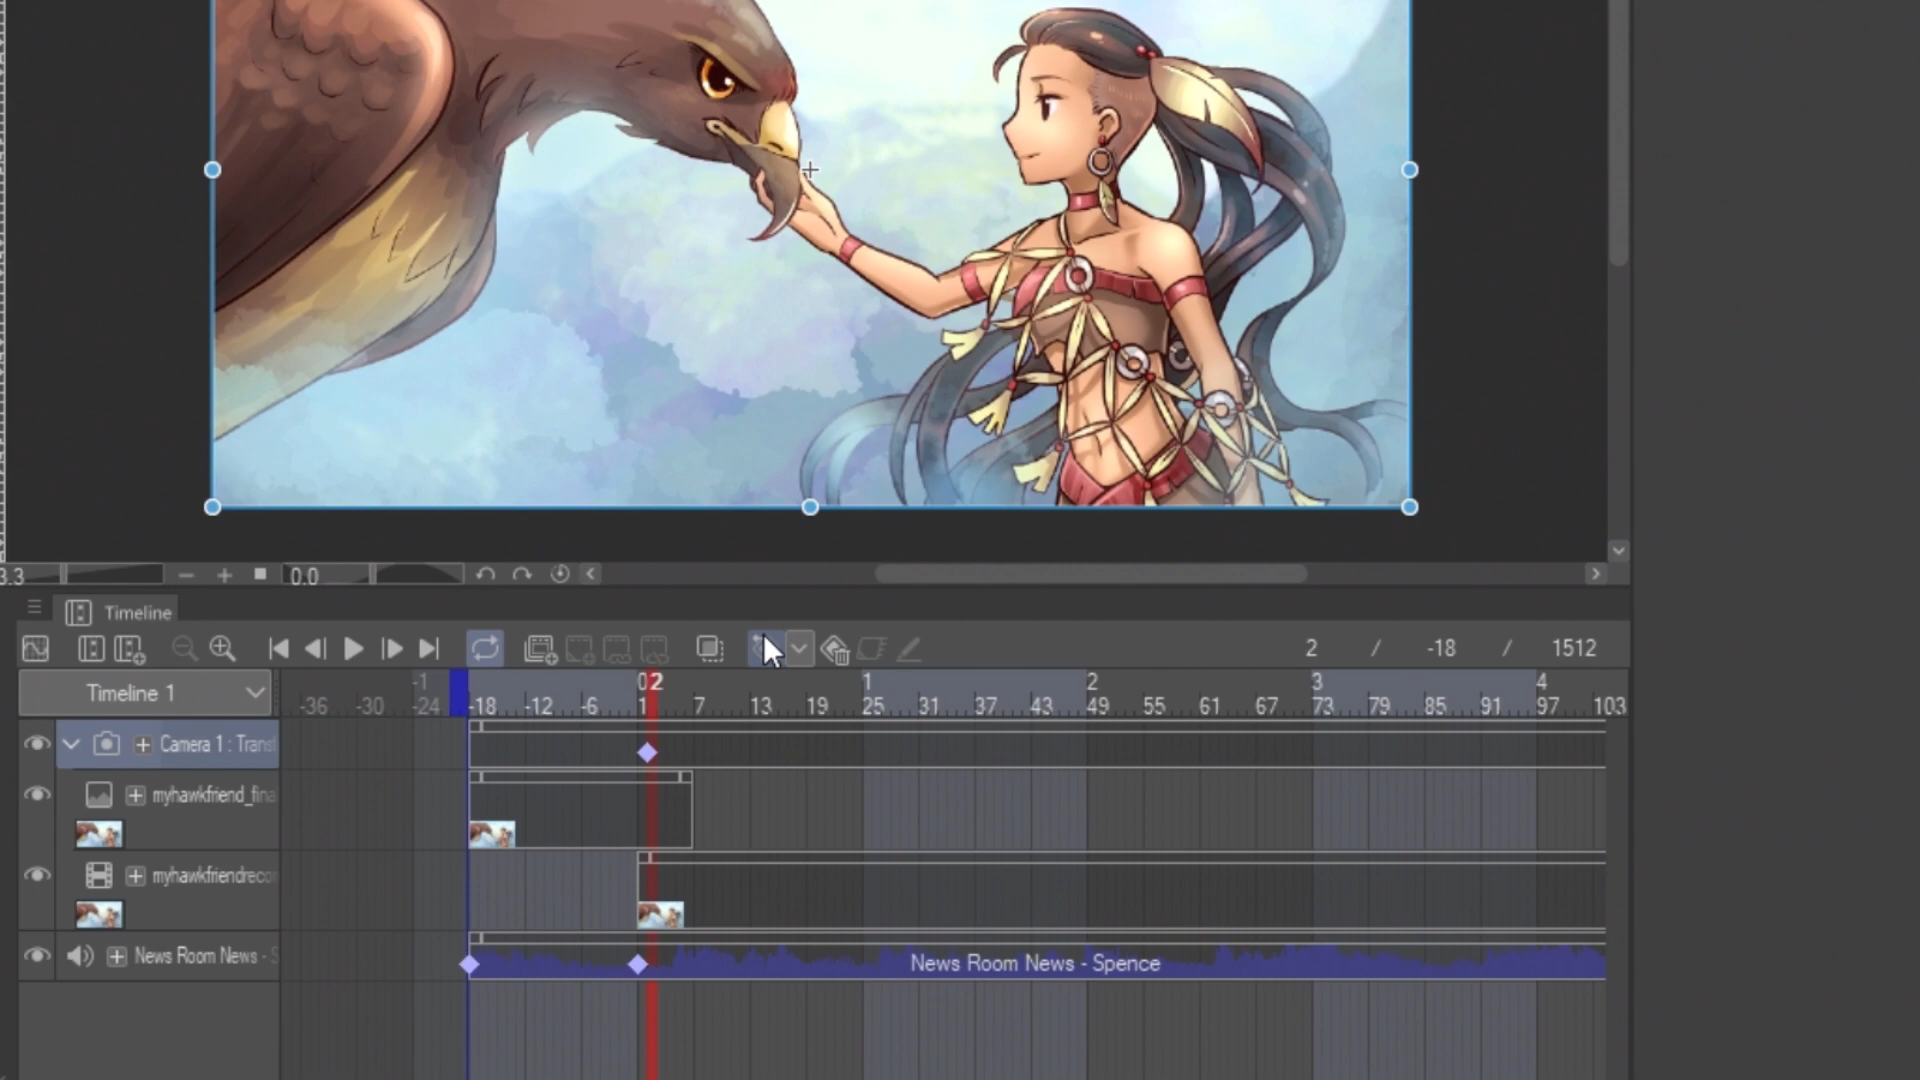 3.3 0.0
Timeline
2 / -18 / 1512
Timeline 1
-1 0 2 1 2 3 4
-36 -30 -24 -18 -12 -6 1 7 13 19 25 31 37 43 49 55 61 67 73 79 85 91 97 103
Camera 1 : Transf
myhawkfriend_fina
myhawkfriendreco
News Room News - S
News Room News - Spence